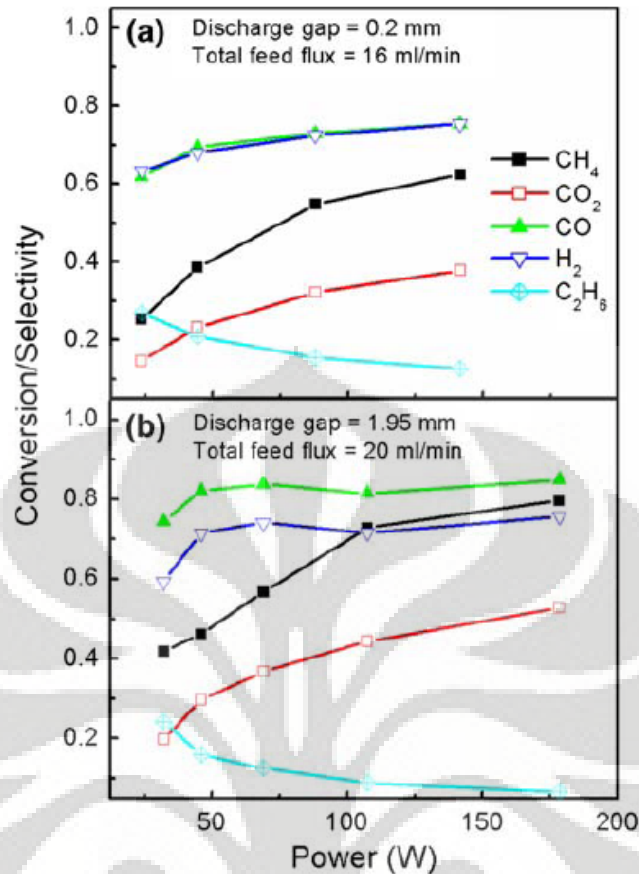 1.0
(a)
Discharge gap = 0.2 mm
Total feed flux = 16 ml/min
0.8
0.6
0.4
0.2
CH₄
CO₂
CO
H₂
C₂H₆
Conversion/Selectivity
1.0
(b)
Discharge gap = 1.95 mm
Total feed flux = 20 ml/min
0.8
0.6
0.4
0.2
50 100 150 200
Power (W)